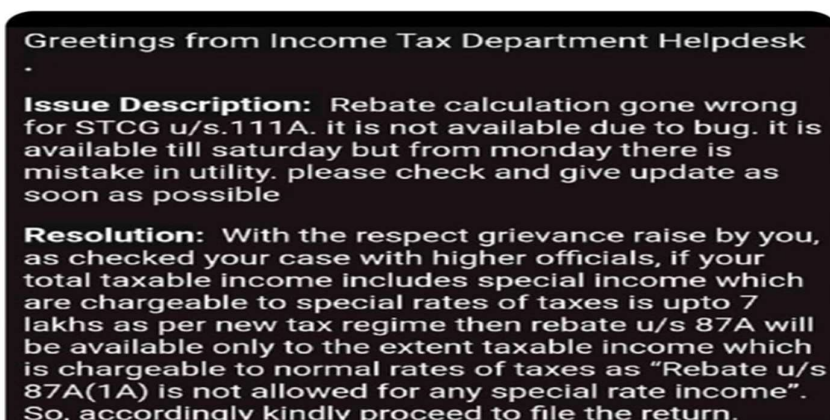 Greetings from Income Tax Department Helpdesk
.
Issue Description: Rebate calculation gone wrong
for STCG u/s.111A. it is not available due to bug. it is
available till saturday but from monday there is
mistake in utility. please check and give update as
soon as possible
Resolution: With the respect grievance raise by you,
as checked your case with higher officials, if your
total taxable income includes special income which
are chargeable to special rates of taxes is upto 7
lakhs as per new tax regime then rebate u/s 87A will
be available only to the extent taxable income which
is chargeable to normal rates of taxes as “Rebate u/s
87A(1A) is not allowed for any special rate income”.
So, accordingly kindly proceed to file the return.